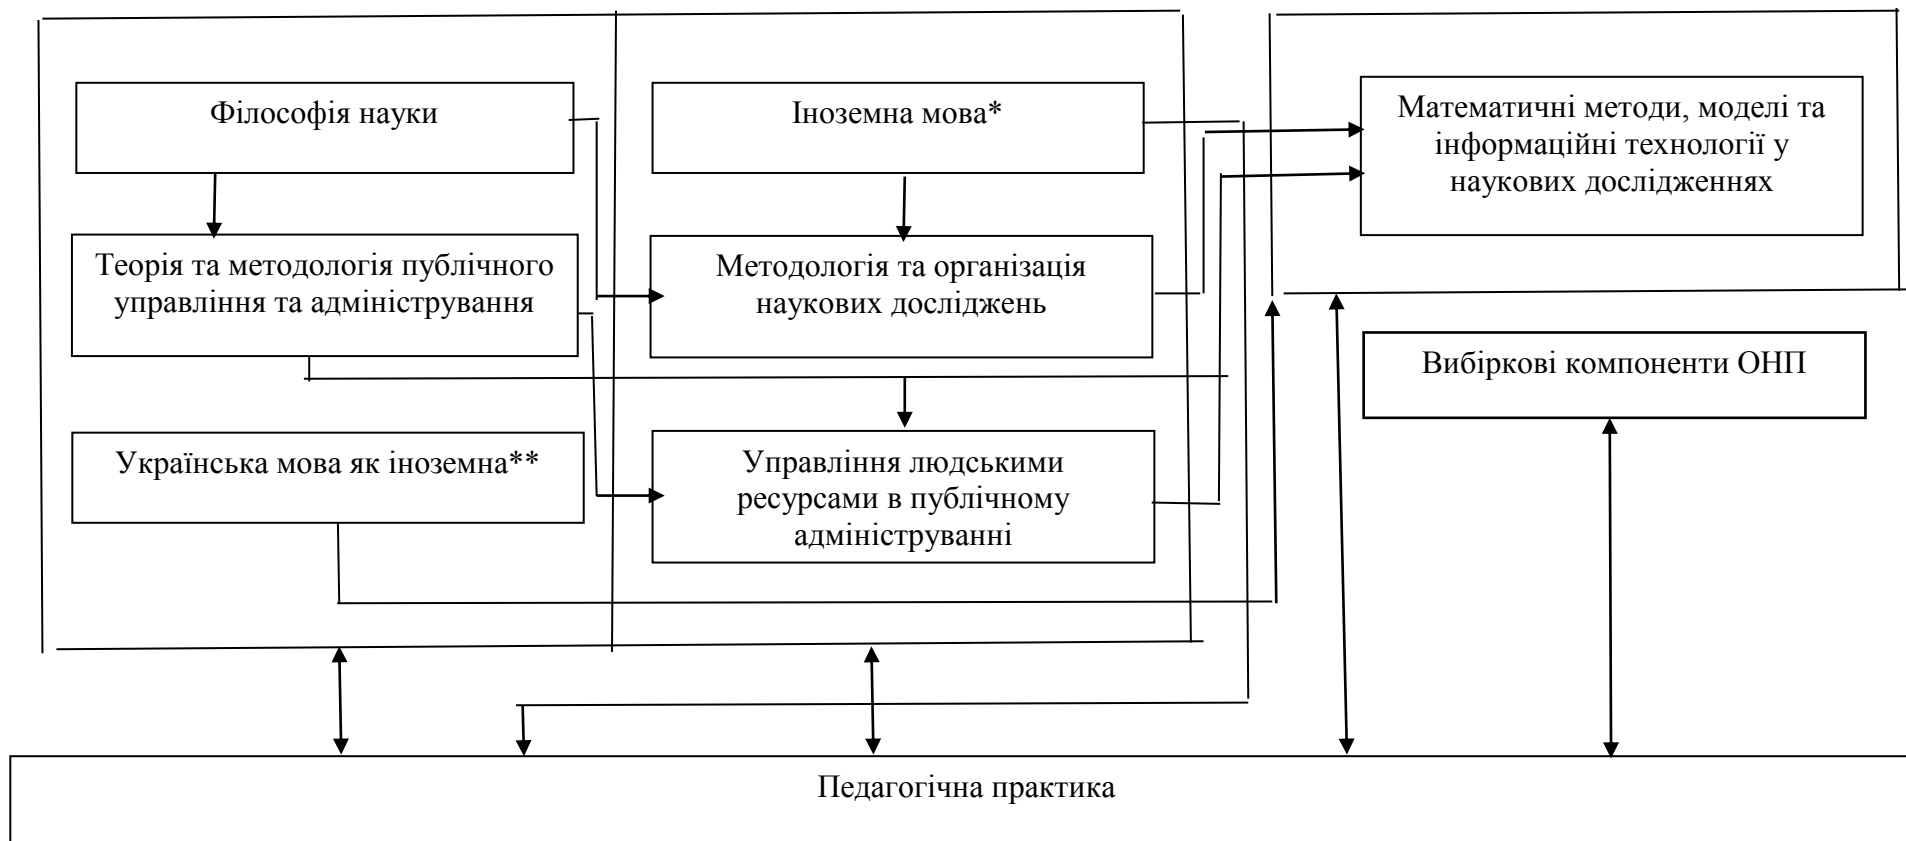 Філософія науки
Іноземна мова*
Математичні методи, моделі та
інформаційні технології у
наукових дослідженнях
Теорія та методологія публічного
управління та адміністрування
Методологія та організація
наукових досліджень
Вибіркові компоненти ОНП
Українська мова як іноземна**
Управління людськими
ресурсами в публічному
адмініструванні
Педагогічна практика